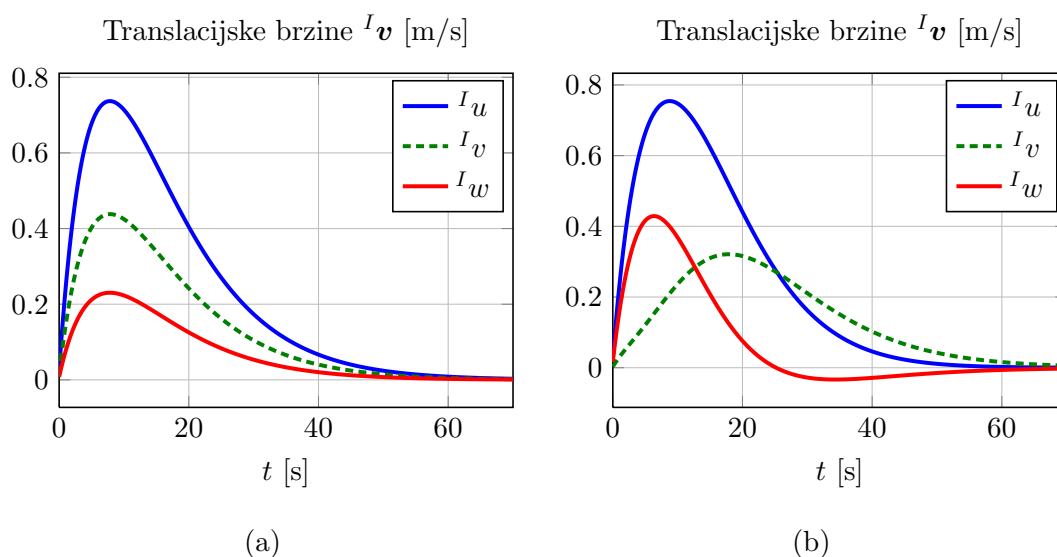 Translacijske brzine ᴵv [m/s]
0.8
0.6
0.4
0.2
0
0 20 40 60
t [s]
ᴵu
ᴵv
ᴵw
(a)
Translacijske brzine ᴵv [m/s]
0.8
0.6
0.4
0.2
0
0 20 40 60
t [s]
ᴵu
ᴵv
ᴵw
(b)